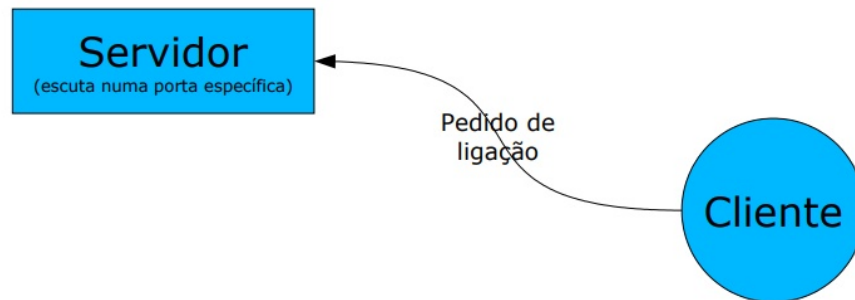 Servidor
(escuta numa porta específica)
Pedido de
ligação
Cliente